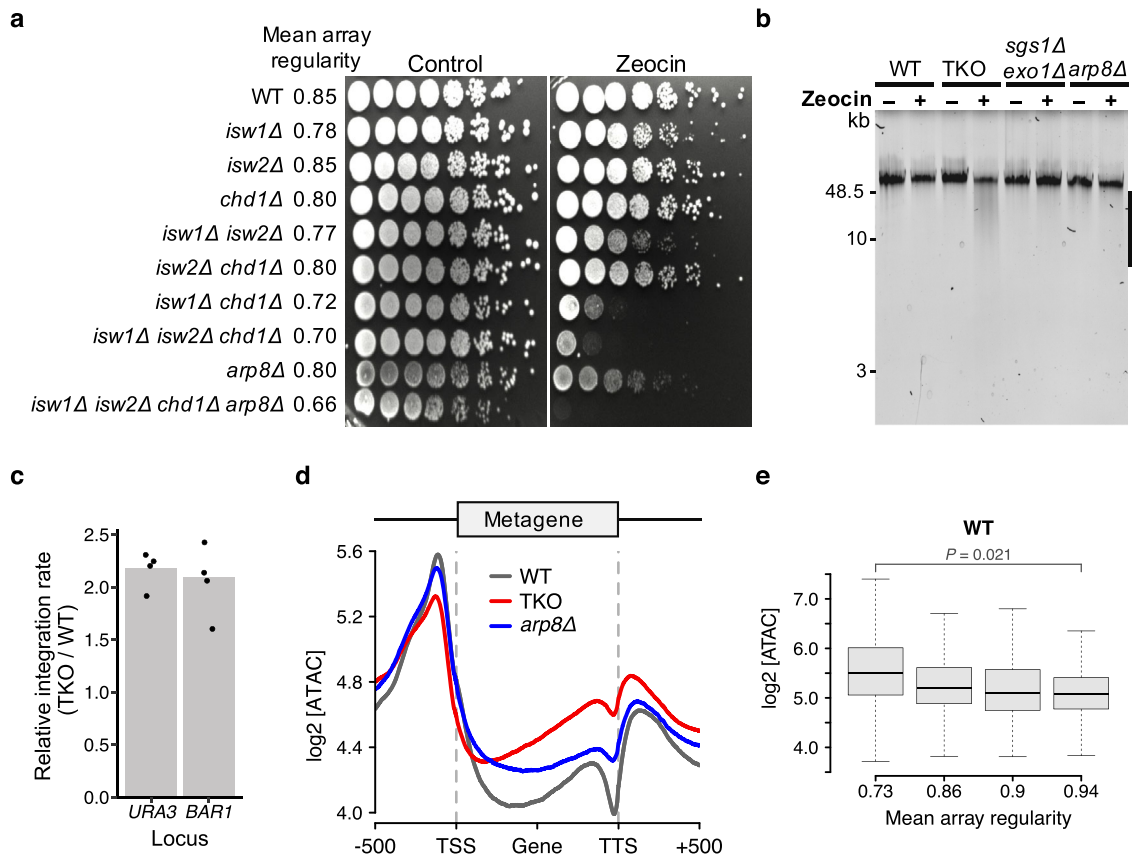 a
Mean array
regularity
Control
Zeocin
WT 0.85
isw1Δ 0.78
isw2Δ 0.85
chd1Δ 0.80
isw1Δ isw2Δ 0.77
isw2Δ chd1Δ 0.80
isw1Δ chd1Δ 0.72
isw1Δ isw2Δ chd1Δ 0.70
arp8Δ 0.80
isw1Δ isw2Δ chd1Δ arp8Δ 0.66
b
sgs1Δ
WT TKO exo1Δ arp8Δ
Zeocin – + – + – + – +
kb
48.5
10
3
c
Relative integration rate
(TKO / WT)
2.5
2.0
1.5
1.0
0.5
0.0
URA3 BAR1
Locus
d
Metagene
log2 [ATAC]
5.6
5.2
4.8
4.4
4.0
WT
TKO
arp8Δ
-500 TSS Gene TTS +500
e
WT
P = 0.021
log2 [ATAC]
7.0
6.0
5.0
4.0
0.73 0.86 0.9 0.94
Mean array regularity